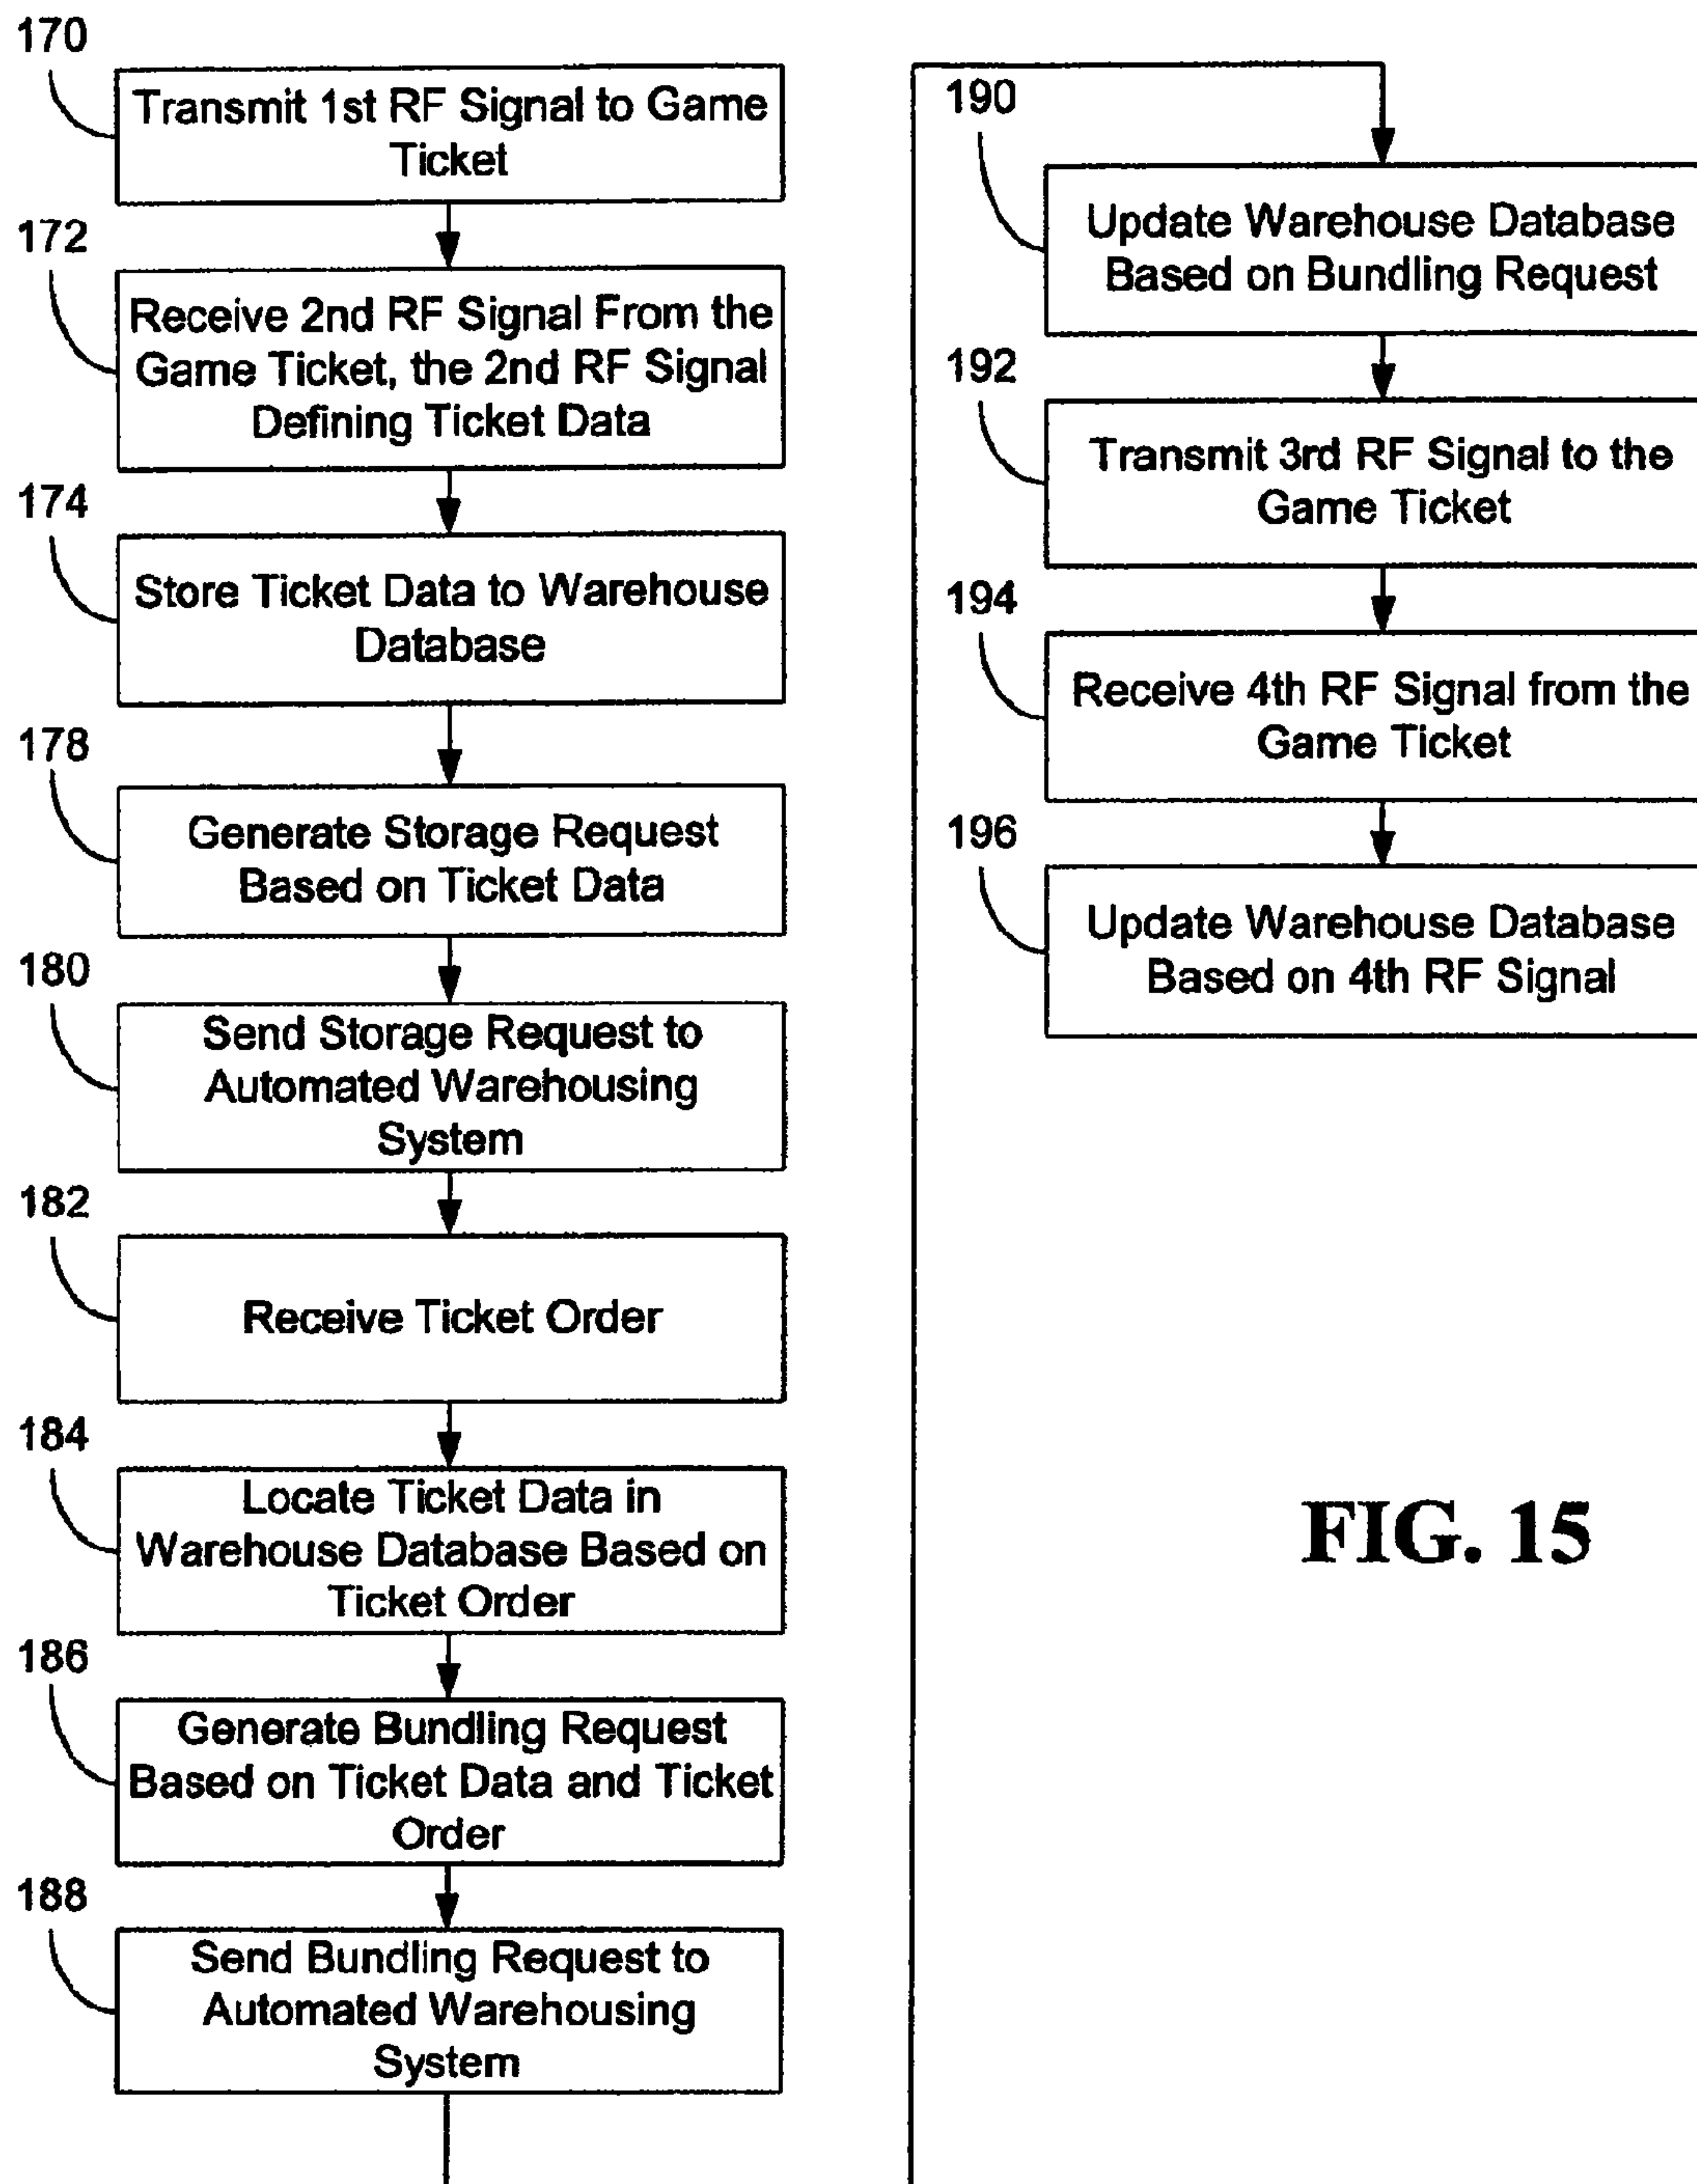 170
Transmit 1st RF Signal to Game
Ticket
172
Receive 2nd RF Signal From the
Game Ticket, the 2nd RF Signal
Defining Ticket Data
174
Store Ticket Data to Warehouse
Database
178
Generate Storage Request
Based on Ticket Data
180
Send Storage Request to
Automated Warehousing
System
182
Receive Ticket Order
184
Locate Ticket Data in
Warehouse Database Based on
Ticket Order
186
Generate Bundling Request
Based on Ticket Data and Ticket
Order
188
Send Bundling Request to
Automated Warehousing
System
190
Update Warehouse Database
Based on Bundling Request
192
Transmit 3rd RF Signal to the
Game Ticket
194
Receive 4th RF Signal from the
Game Ticket
196
Update Warehouse Database
Based on 4th RF Signal
FIG. 15